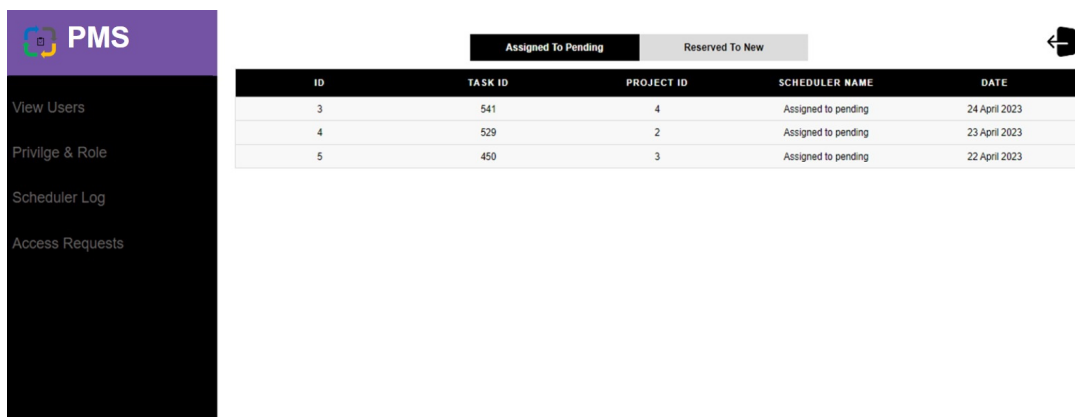 PMS
View Users
Privilge & Role
Scheduler Log
Access Requests
Assigned To Pending Reserved To New
ID TASK ID PROJECT ID SCHEDULER NAME DATE
3 541 4 Assigned to pending 24 April 2023
4 529 2 Assigned to pending 23 April 2023
5 450 3 Assigned to pending 22 April 2023